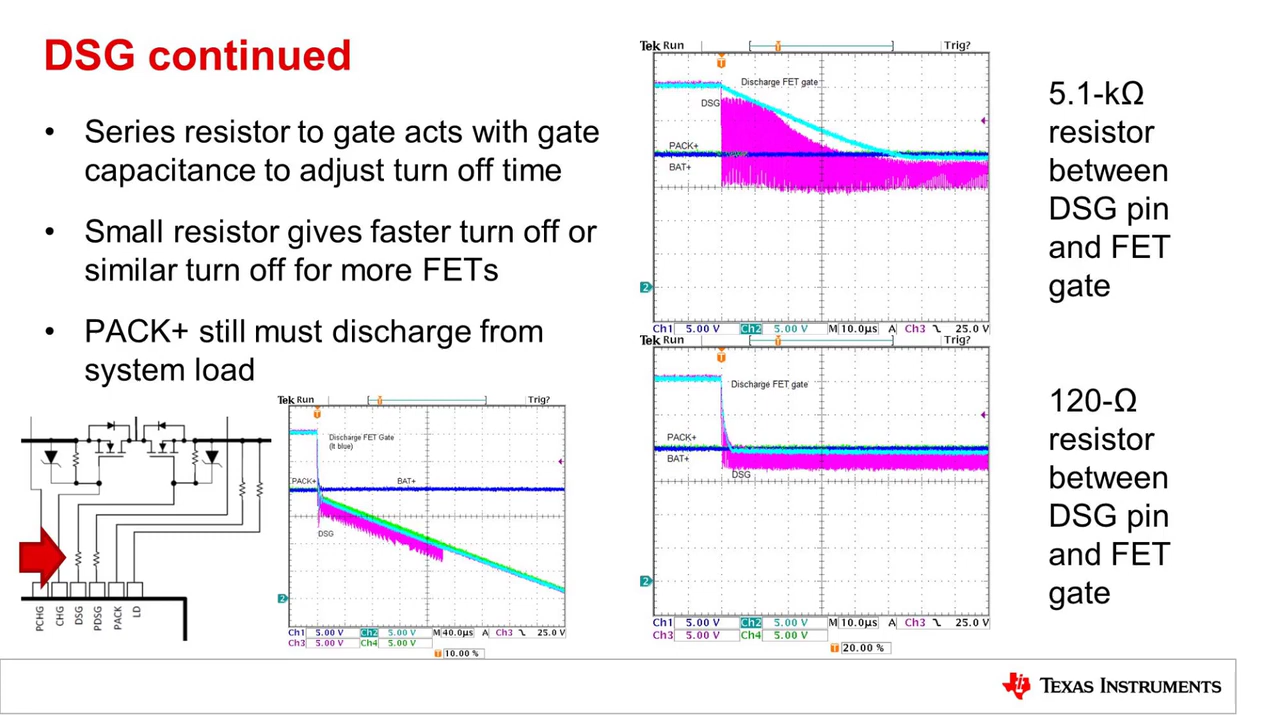 DSG continued
• Series resistor to gate acts with gate
capacitance to adjust turn off time
• Small resistor gives faster turn off or
similar turn off for more FETs
• PACK+ still must discharge from
system load
PCHG
CHG
DSG
PDSG
PACK
LD
Tek Run
Trig?
T
Discharge FET Gate
(lt blue)
PACK+
BAT+
DSG
2
Ch1 5.00 V Ch2 5.00 V M 40.0µs A Ch3 25.0 V
Ch3 5.00 V Ch4 5.00 V
T 10.00 %
Tek Run
Trig?
T
Discharge FET gate
DSG
PACK+
BAT+
2
Ch1 5.00 V Ch2 5.00 V M 10.0µs A Ch3 25.0 V
Tek Run
Trig?
T
Discharge FET gate
PACK+
BAT+
DSG
2
Ch1 5.00 V Ch2 5.00 V M 10.0µs A Ch3 25.0 V
Ch3 5.00 V Ch4 5.00 V
T 20.00 %
5.1-kΩ
resistor
between
DSG pin
and FET
gate
120-Ω
resistor
between
DSG pin
and FET
gate
TEXAS INSTRUMENTS